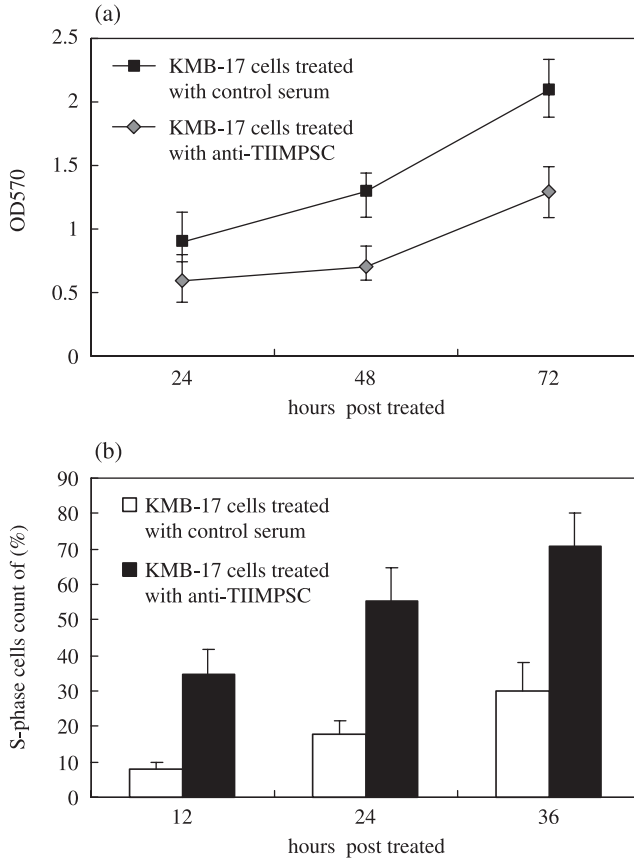 (a)
2.5
2
1.5
1
0.5
0
OD570
KMB-17 cells treated
with control serum
KMB-17 cells treated
with anti-TIIMPSC
24 48 72
hours post treated
(b)
90
80
70
60
50
40
30
20
10
0
S-phase cells count of (%)
KMB-17 cells treated
with control serum
KMB-17 cells treated
with anti-TIIMPSC
12 24 36
hours post treated